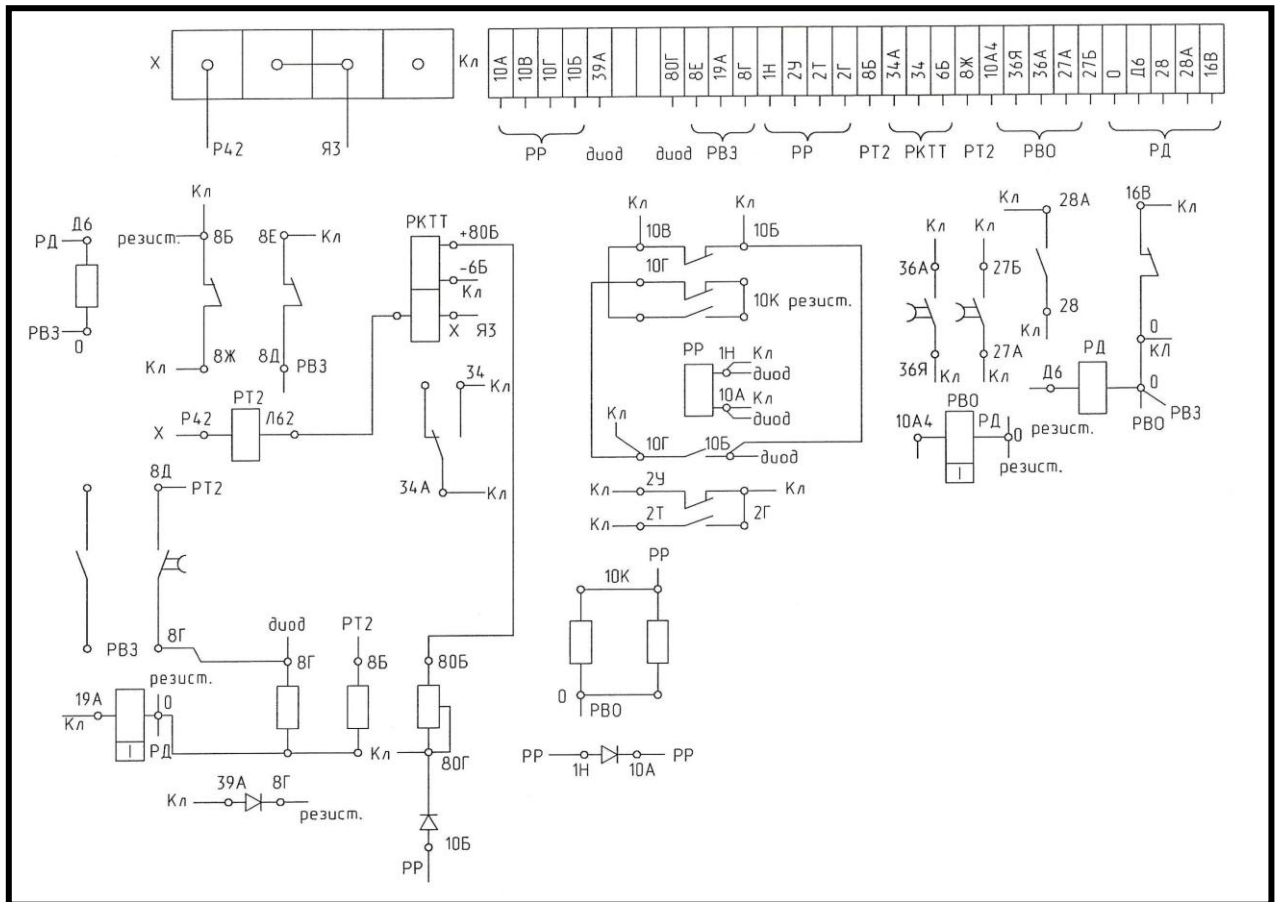 Х Кл 10А 10В 10Г 10Б 39А 80Г 8Е 19А 8Г 1Н 2У 2Т 2Г 8Б 34А 34 6Б 8Ж 10А4 36Я 36А 27А 27Б 0 Д6 28 28А 16В
Р42 Я3 РР диод диод РВ3 РР РТ2 РКТТ РТ2 РВО РД
Кл
Д6
РД
РВ3
0
резист.
8Б
8Ж
Кл
8Е
Кл
8Д
РВ3
РКТТ
+80Б
-6Б
Кл
Х Я3
РТ2
Х
Р42
Л62
34
Кл
34А
Кл
Кл
Кл
10В
10Б
10Г
10К резист.
РР
1Н
Кл
диод
10А
Кл
диод
Кл
10Г
10Б
диод
Кл
2У
Кл
Кл
2Т
2Г
Кл
36А
36Я
Кл
Кл
27Б
27А
Кл
Кл
28А
28
Кл
16В
Кл
0
КЛ
РД
Д6
резист.
0
РВО
РВ3
РВО
10А4
РД
0
I
резист.
8Д
РТ2
РВ3
8Г
диод
8Г
РТ2
8Б
80Б
резист.
19А
Кл
0
I
РД
Кл
80Г
Кл
39А
8Г
резист.
10Б
РР
РР
10К
0
РВО
РР
1Н
10А
РР